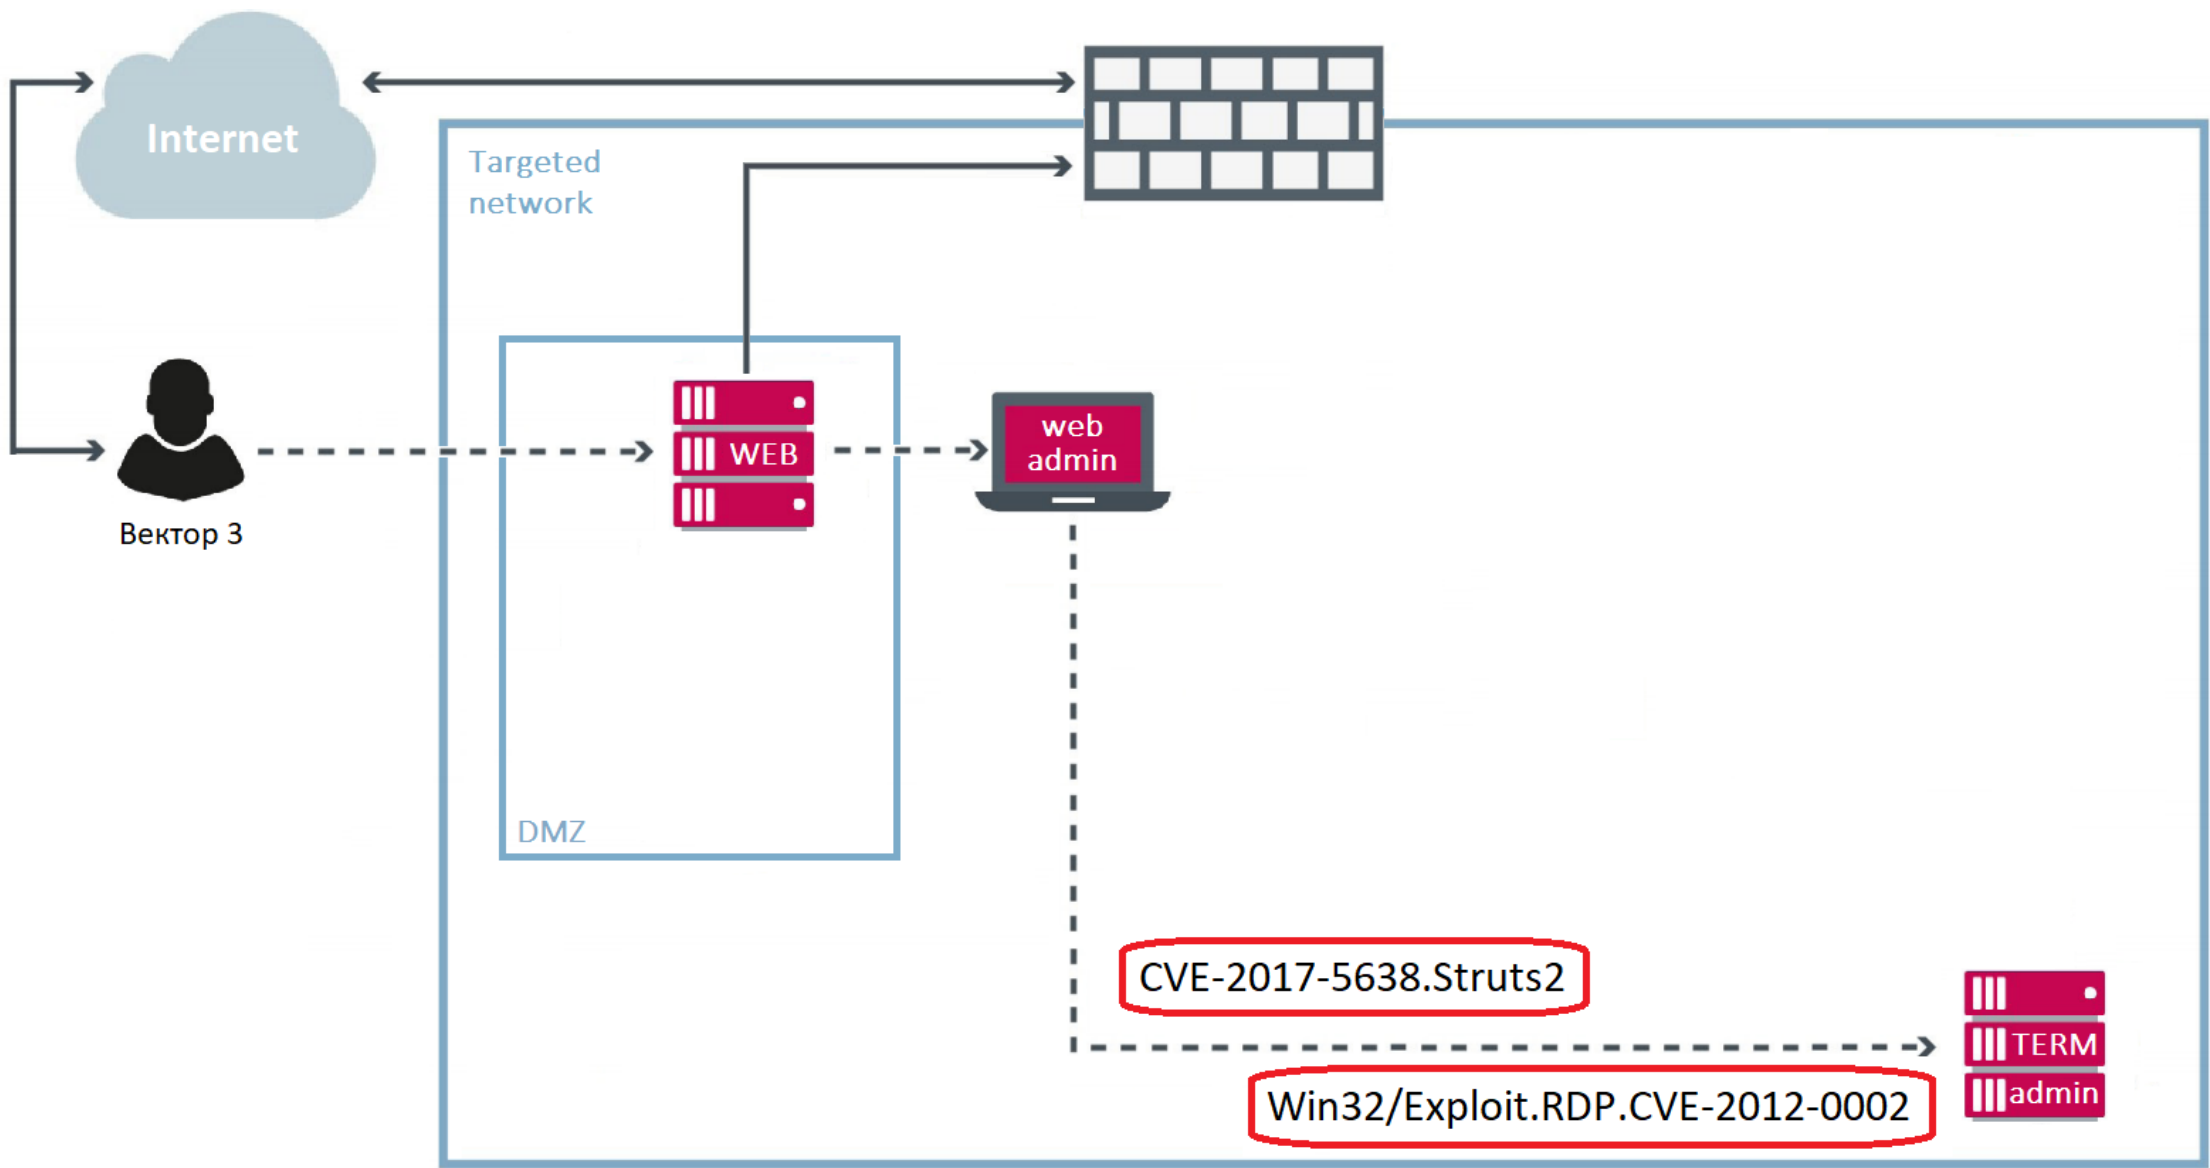 Internet
Targeted
network
WEB
web
admin
Вектор 3
DMZ
CVE-2017-5638.Struts2
TERM
admin
Win32/Exploit.RDP.CVE-2012-0002